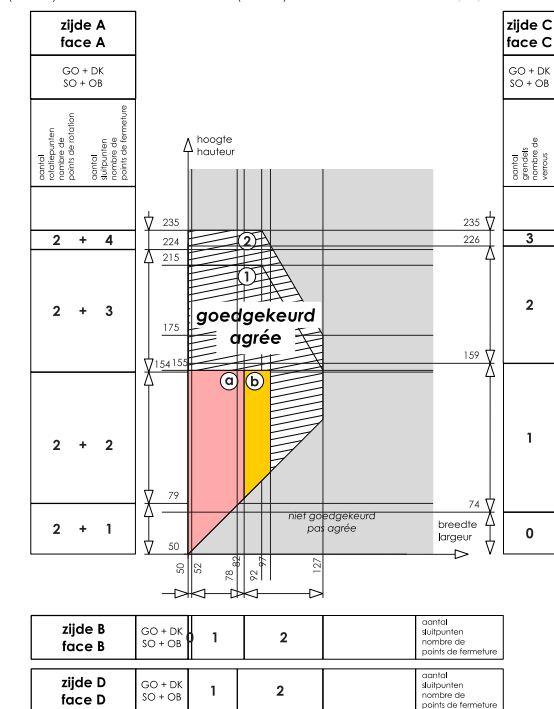 zijde A
face A
GO + DK
SO + OB
aantal
rotatiepunten
nombre de
points de rotation
aantal
sluitpunten
nombre de
points de fermeture
2 + 4
2 + 3
2 + 2
2 + 1
hoogte
hauteur
235
224
215
175
154 155
79
50
2
1
goedgekeurd
agrée
a
b
niet goedgekeurd
pas agrée
breedte
largeur
50
52
78
82
92
97
127
235
226
159
74
zijde C
face C
GO + DK
SO + OB
aantal
grendels
nombre de
verrous
3
2
1
0
zijde B
face B
GO + DK
SO + OB
0
1
2
aantal
sluitpunten
nombre de
points de fermeture
zijde D
face D
GO + DK
SO + OB
1
2
aantal
sluitpunten
nombre de
points de fermeture